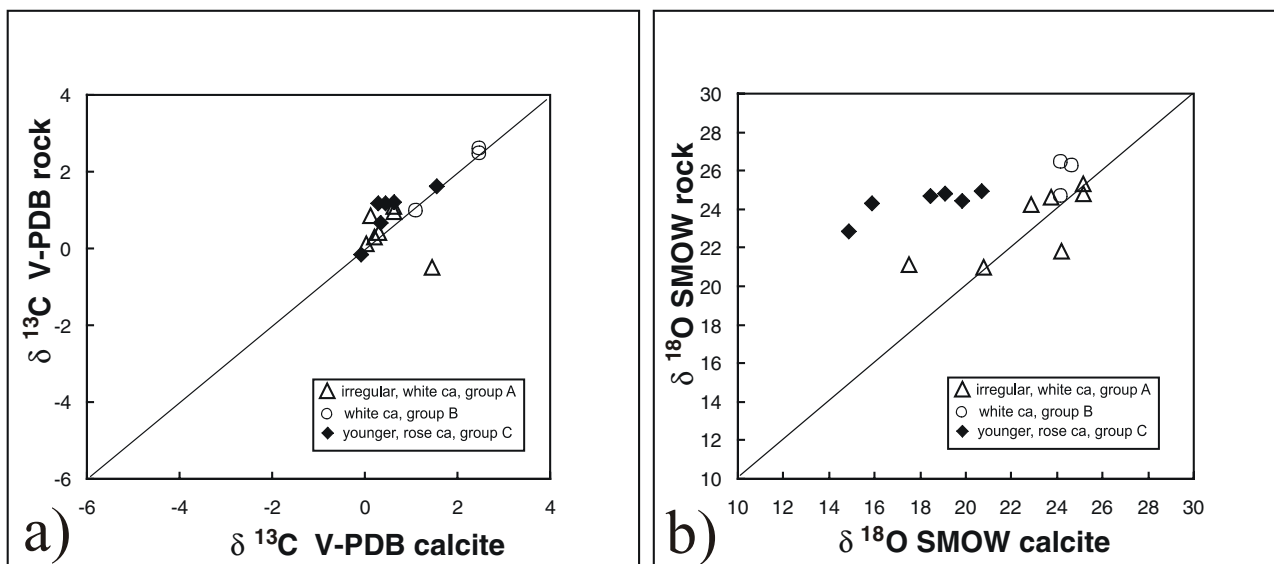 4
2
0
-2
-4
-6
-6
-4
-2
0
2
4
δ ¹³C V-PDB rock
δ ¹³C V-PDB calcite
irregular, white ca, group A
white ca, group B
younger, rose ca, group C
a)
30
28
26
24
22
20
18
16
14
12
10
10
12
14
16
18
20
22
24
26
28
30
δ ¹⁸O SMOW rock
δ ¹⁸O SMOW calcite
irregular, white ca, group A
white ca, group B
younger, rose ca, group C
b)